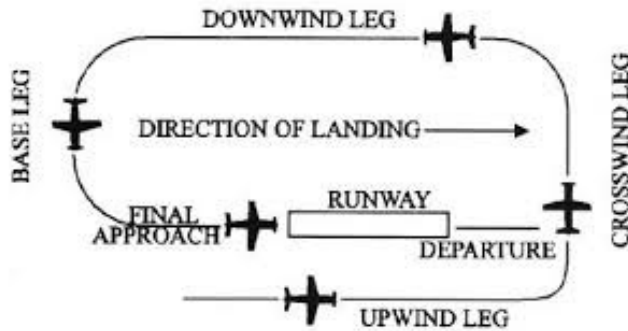 DOWNWIND LEG
BASE LEG
DIRECTION OF LANDING
CROSSWIND LEG
FINAL
APPROACH
RUNWAY
DEPARTURE
UPWIND LEG